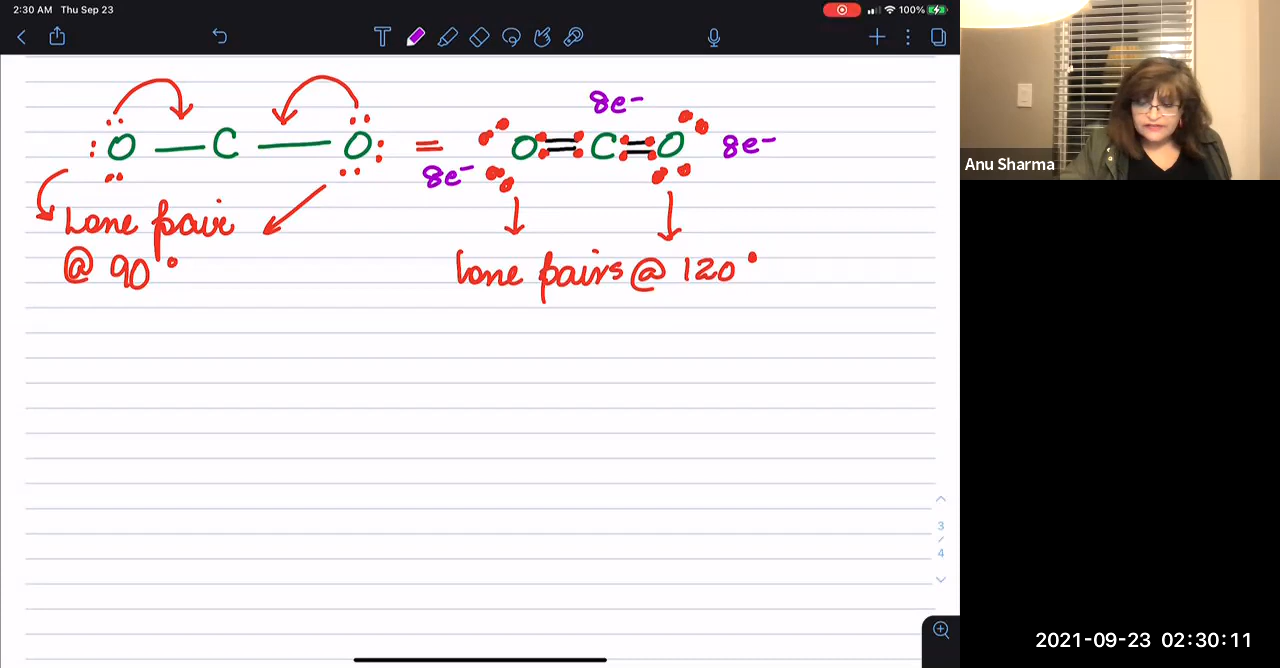 2:30 AM Thu Sep 23
100%
T
8e-
O — C — O = O = C = O 8e-
8e-
Lone pair
@ 90°
Lone pairs @ 120°
Anu Sharma
3
/
4
2021-09-23 02:30:11